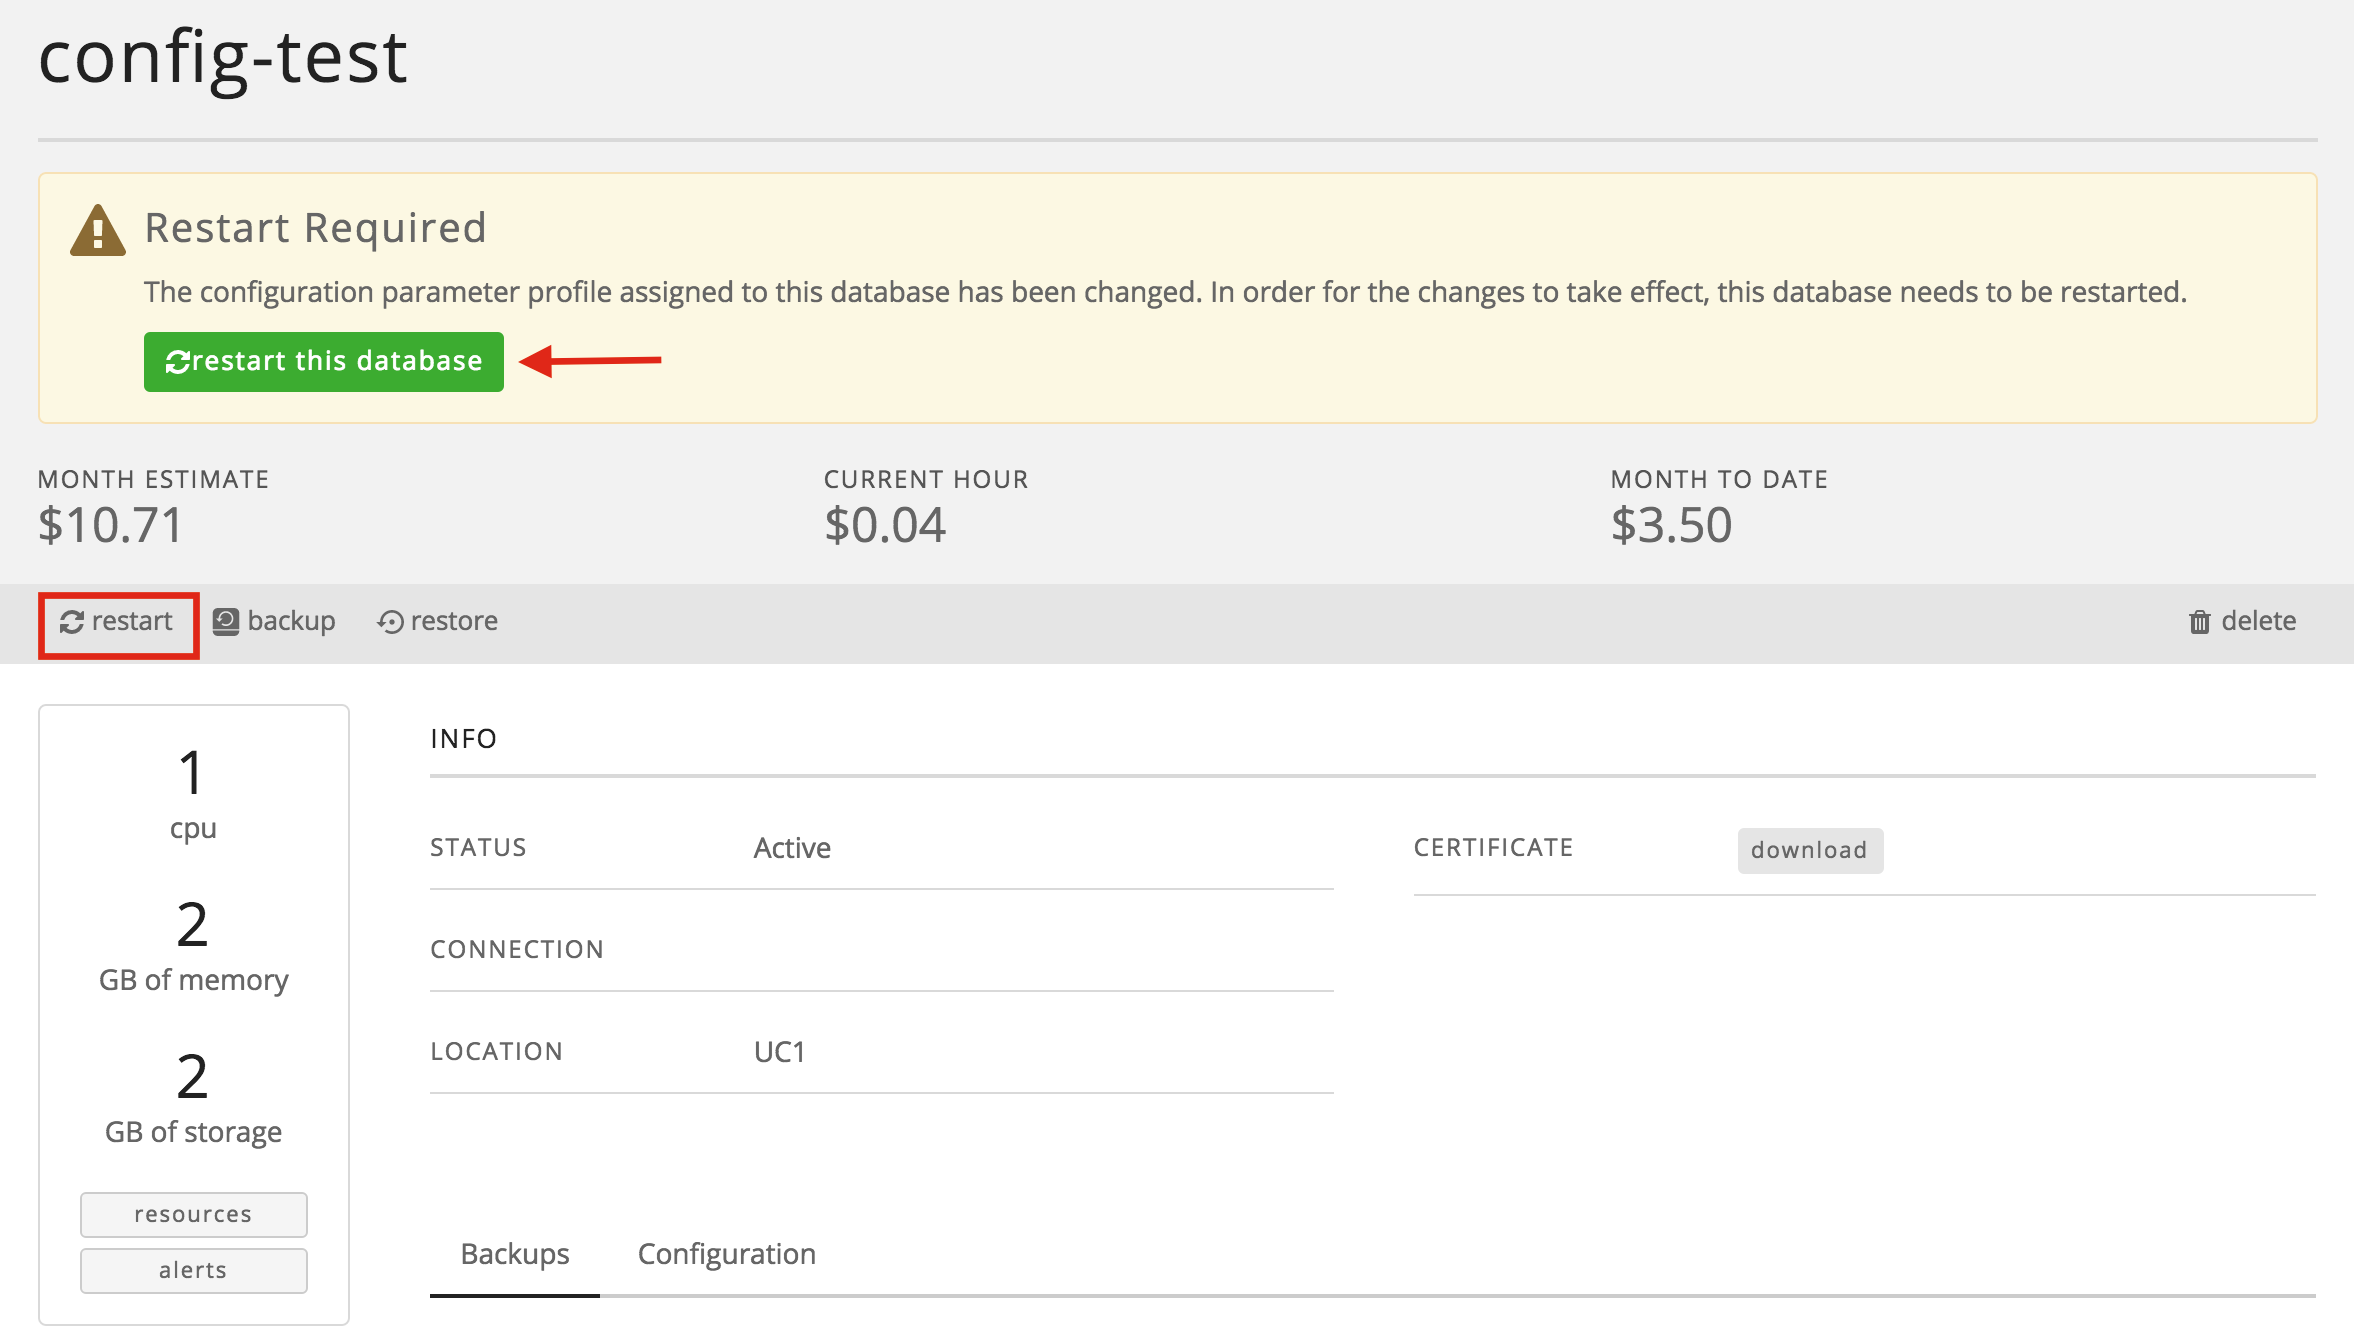 config-test
Restart Required
The configuration parameter profile assigned to this database has been changed. In order for the changes to take effect, this database needs to be restarted.
restart this database
MONTH ESTIMATE
$10.71
CURRENT HOUR
$0.04
MONTH TO DATE
$3.50
restart
backup
restore
delete
1
cpu
2
GB of memory
2
GB of storage
resources
alerts
INFO
STATUS
Active
CONNECTION
LOCATION
UC1
CERTIFICATE
download
Backups
Configuration